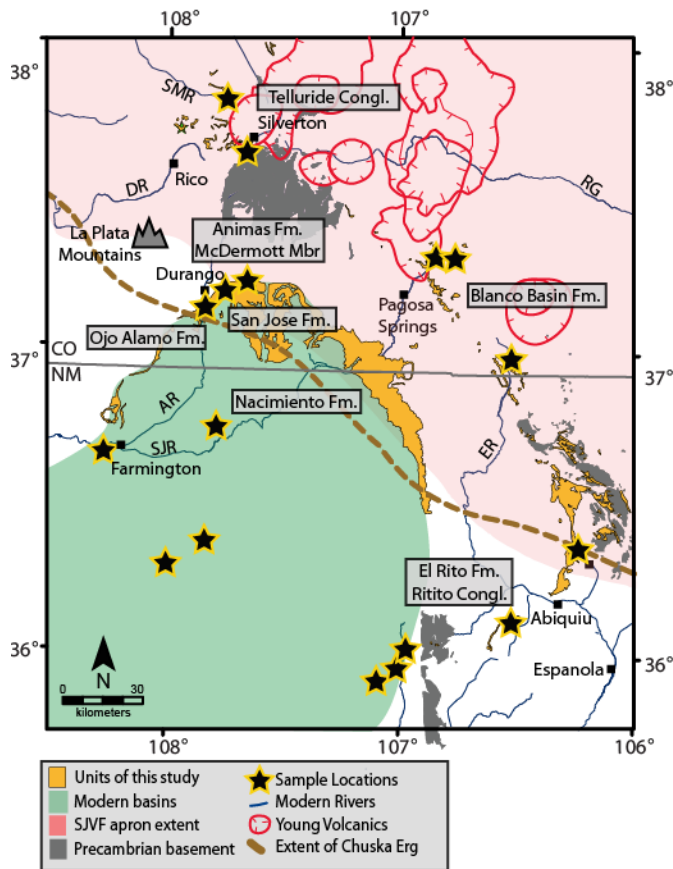 108°
107°
38°
38°
SMR
Telluride Congl.
Silverton
DR
Rico
RG
La Plata
Mountains
Animas Fm.
McDermott Mbr
Durango
Pagosa
Springs
Blanco Basin Fm.
Ojo Alamo Fm.
San Jose Fm.
37°
37°
CO
NM
AR
Nacimiento Fm.
SJR
Farmington
ER
El Rito Fm.
Ritito Congl.
Abiquiu
36°
36°
Espanola
N
0 30
kilometers
108°
107°
106°
Units of this study
Sample Locations
Modern basins
Modern Rivers
SJVF apron extent
Young Volcanics
Precambrian basement
Extent of Chuska Erg